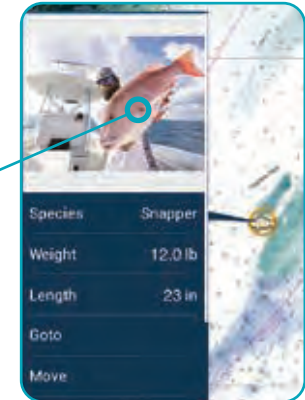 Species Snapper
Weight 12.0 lb
Length 23 in
Goto
Move